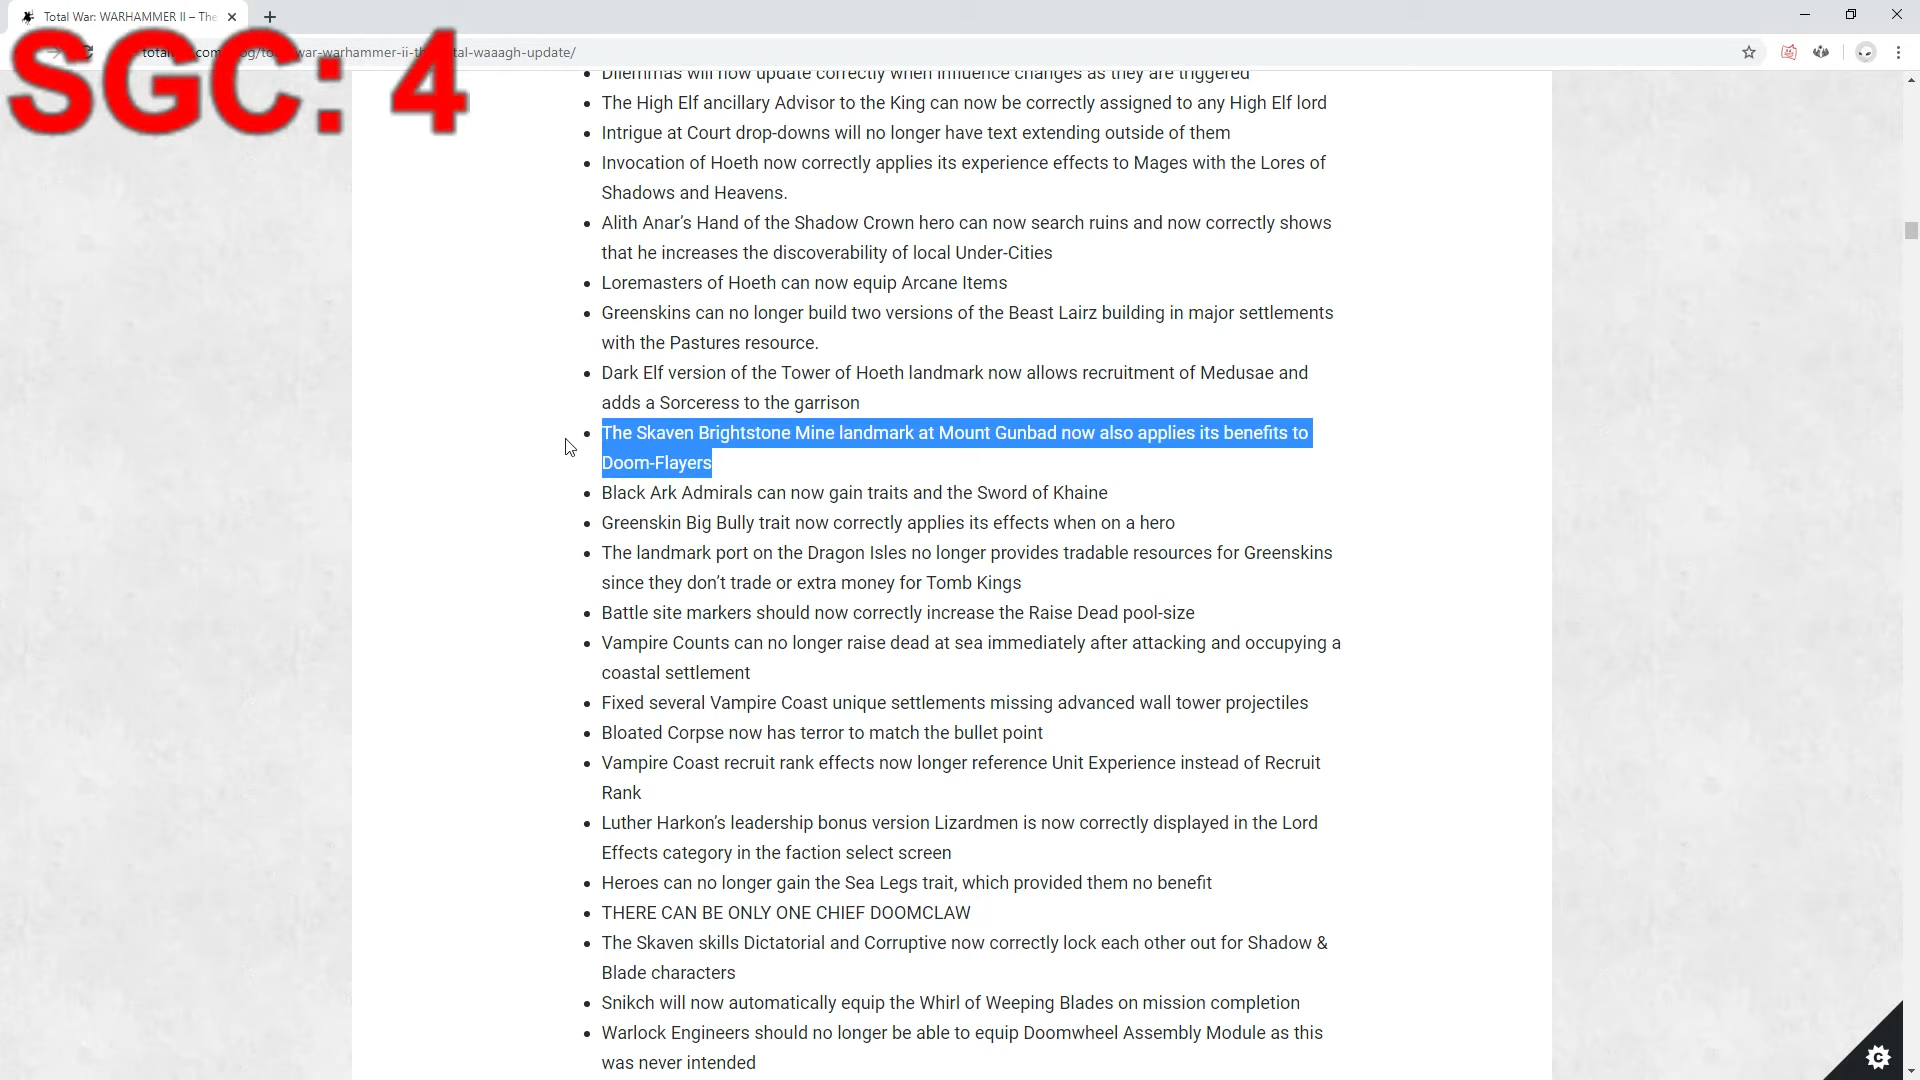 Total War: WARHAMMER II – The
SGC: 4
war-warhammer-ii-th tal-waaagh-update/
Dilemmas will now update correctly when influence changes as they are triggered
The High Elf ancillary Advisor to the King can now be correctly assigned to any High Elf lord
Intrigue at Court drop-downs will no longer have text extending outside of them
Invocation of Hoeth now correctly applies its experience effects to Mages with the Lores of
Shadows and Heavens.
Alith Anar’s Hand of the Shadow Crown hero can now search ruins and now correctly shows
that he increases the discoverability of local Under-Cities
Loremasters of Hoeth can now equip Arcane Items
Greenskins can no longer build two versions of the Beast Lairz building in major settlements
with the Pastures resource.
Dark Elf version of the Tower of Hoeth landmark now allows recruitment of Medusae and
adds a Sorceress to the garrison
The Skaven Brightstone Mine landmark at Mount Gunbad now also applies its benefits to
Doom-Flayers
Black Ark Admirals can now gain traits and the Sword of Khaine
Greenskin Big Bully trait now correctly applies its effects when on a hero
The landmark port on the Dragon Isles no longer provides tradable resources for Greenskins
since they don’t trade or extra money for Tomb Kings
Battle site markers should now correctly increase the Raise Dead pool-size
Vampire Counts can no longer raise dead at sea immediately after attacking and occupying a
coastal settlement
Fixed several Vampire Coast unique settlements missing advanced wall tower projectiles
Bloated Corpse now has terror to match the bullet point
Vampire Coast recruit rank effects now longer reference Unit Experience instead of Recruit
Rank
Luther Harkon’s leadership bonus version Lizardmen is now correctly displayed in the Lord
Effects category in the faction select screen
Heroes can no longer gain the Sea Legs trait, which provided them no benefit
THERE CAN BE ONLY ONE CHIEF DOOMCLAW
The Skaven skills Dictatorial and Corruptive now correctly lock each other out for Shadow &
Blade characters
Snikch will now automatically equip the Whirl of Weeping Blades on mission completion
Warlock Engineers should no longer be able to equip Doomwheel Assembly Module as this
was never intended